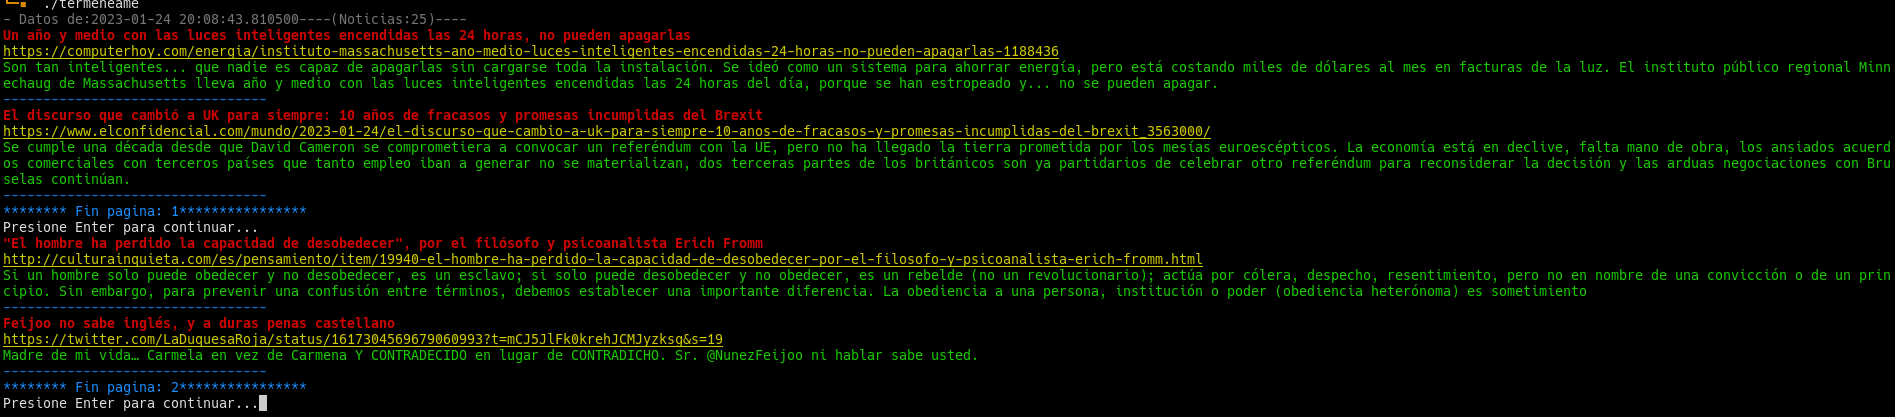 ./termeneame
- Datos de:2023-01-24 20:08:43.810500----(Noticias:25)----
Un año y medio con las luces inteligentes encendidas las 24 horas, no pueden apagarlas
https://computerhoy.com/energia/instituto-massachusetts-ano-medio-luces-inteligentes-encendidas-24-horas-no-pueden-apagarlas-1188436
Son tan inteligentes... que nadie es capaz de apagarlas sin cargarse toda la instalación. Se ideó como un sistema para ahorrar energía, pero está costando miles de dólares al mes en facturas de la luz. El instituto público regional Minn
echaug de Massachusetts lleva año y medio con las luces inteligentes encendidas las 24 horas del día, porque se han estropeado y... no se pueden apagar.
---------------------------------
El discurso que cambió a UK para siempre: 10 años de fracasos y promesas incumplidas del Brexit
https://www.elconfidencial.com/mundo/2023-01-24/el-discurso-que-cambio-a-uk-para-siempre-10-anos-de-fracasos-y-promesas-incumplidas-del-brexit_3563000/
Se cumple una década desde que David Cameron se comprometiera a convocar un referéndum con la UE, pero no ha llegado la tierra prometida por los mesías euroescépticos. La economía está en declive, falta mano de obra, los ansiados acuerd
os comerciales con terceros países que tanto empleo iban a generar no se materializan, dos terceras partes de los británicos son ya partidarios de celebrar otro referéndum para reconsiderar la decisión y las arduas negociaciones con Bru
selas continúan.
---------------------------------
******** Fin pagina: 1****************
Presione Enter para continuar...
"El hombre ha perdido la capacidad de desobedecer", por el filósofo y psicoanalista Erich Fromm
http://culturainquieta.com/es/pensamiento/item/19940-el-hombre-ha-perdido-la-capacidad-de-desobedecer-por-el-filosofo-y-psicoanalista-erich-fromm.html
Si un hombre solo puede obedecer y no desobedecer, es un esclavo; si solo puede desobedecer y no obedecer, es un rebelde (no un revolucionario); actúa por cólera, despecho, resentimiento, pero no en nombre de una convicción o de un prin
cipio. Sin embargo, para prevenir una confusión entre términos, debemos establecer una importante diferencia. La obediencia a una persona, institución o poder (obediencia heterónoma) es sometimiento
---------------------------------
Feijoo no sabe inglés, y a duras penas castellano
https://twitter.com/LaDuquesaRoja/status/1617304569679060993?t=mCJ5JlFk0krehJCMJyzksg&s=19
Madre de mi vida… Carmela en vez de Carmena Y CONTRADECIDO en lugar de CONTRADICHO. Sr. @NunezFeijoo ni hablar sabe usted.
---------------------------------
******** Fin pagina: 2****************
Presione Enter para continuar...